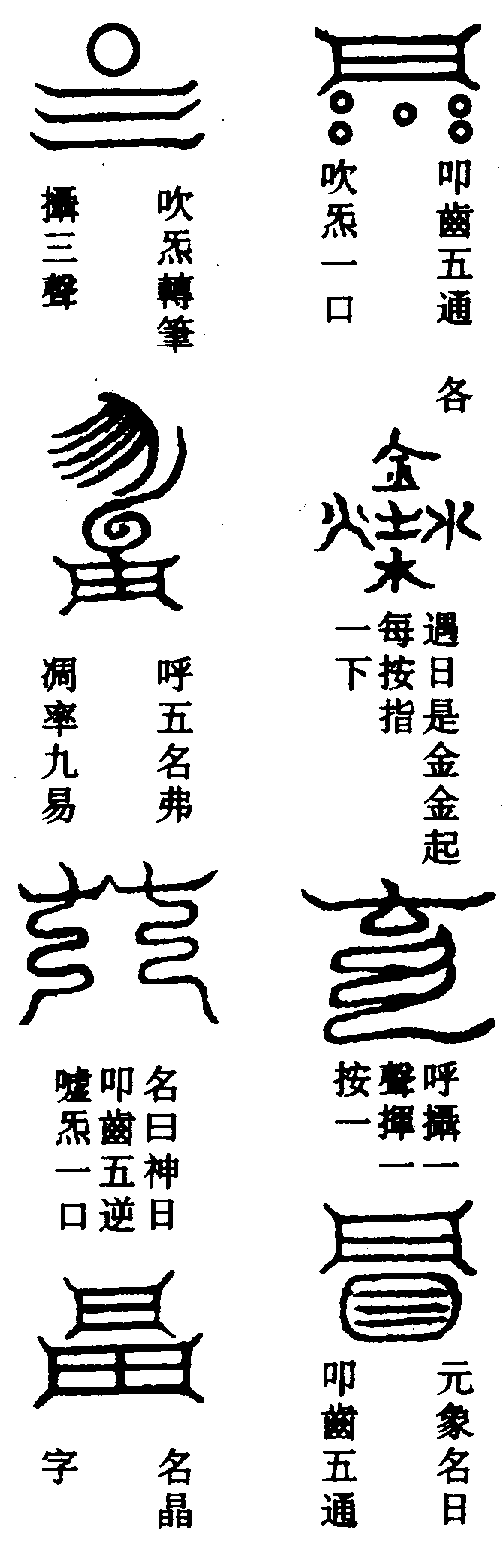 叩齒五通
吹炁一口
各
金
水土火
木
遇日是金金起
每按指
一下
呼攝一
聲揮一
按一
元象名日
叩齒五通
吹炁轉筆
攝三聲
呼五名弗
凋率九易
名曰神日
叩齒五逆
噓炁一口
名晶
字